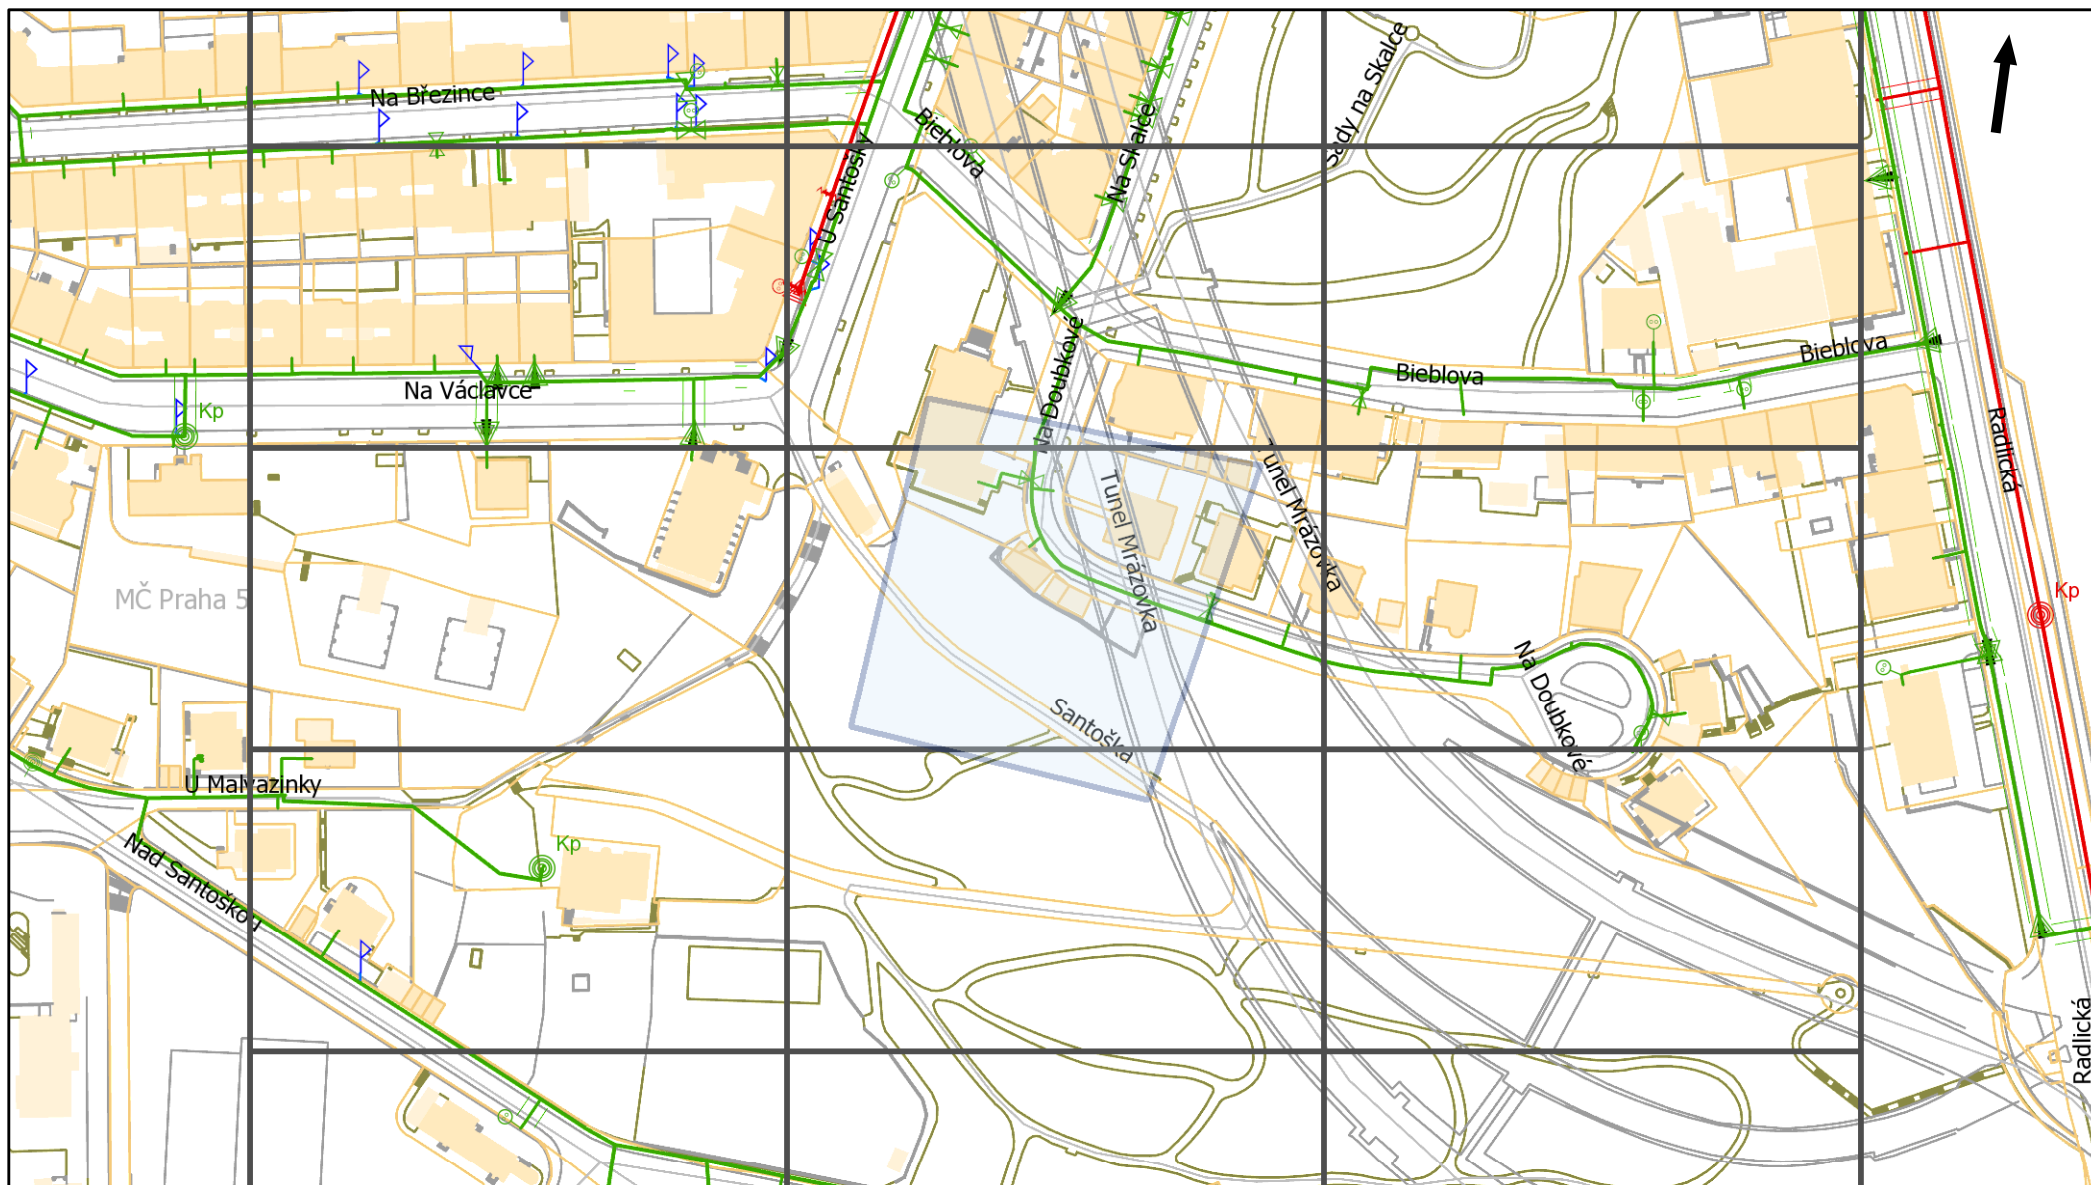 Na Březince
Bieblova
Na Skalce
Sady na Skalce
U Santošky
Na Doubkové
Bieblova
Bieblova
Na Václavce
Kp
Radlická
Tunel Mrázovka
Tunel Mrázovka
MČ Praha 5
Kp
Na Doubkové
Santoška
U Malvazinky
Kp
Nad Santoškou
Radlická